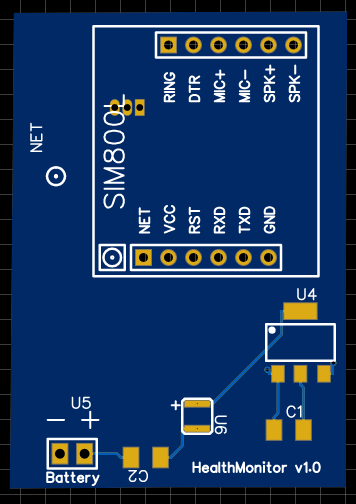 RING
DTR
MIC+
MIC-
SPK+
SPK-
NET
SIM800L
NET
VCC
RST
RXD
TXD
GND
U4
U5
- +
+
U6
C1
C2
Battery
HealthMonitor v1.0